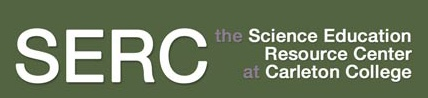 SERC
the Science Education
Resource Center
at Carleton College